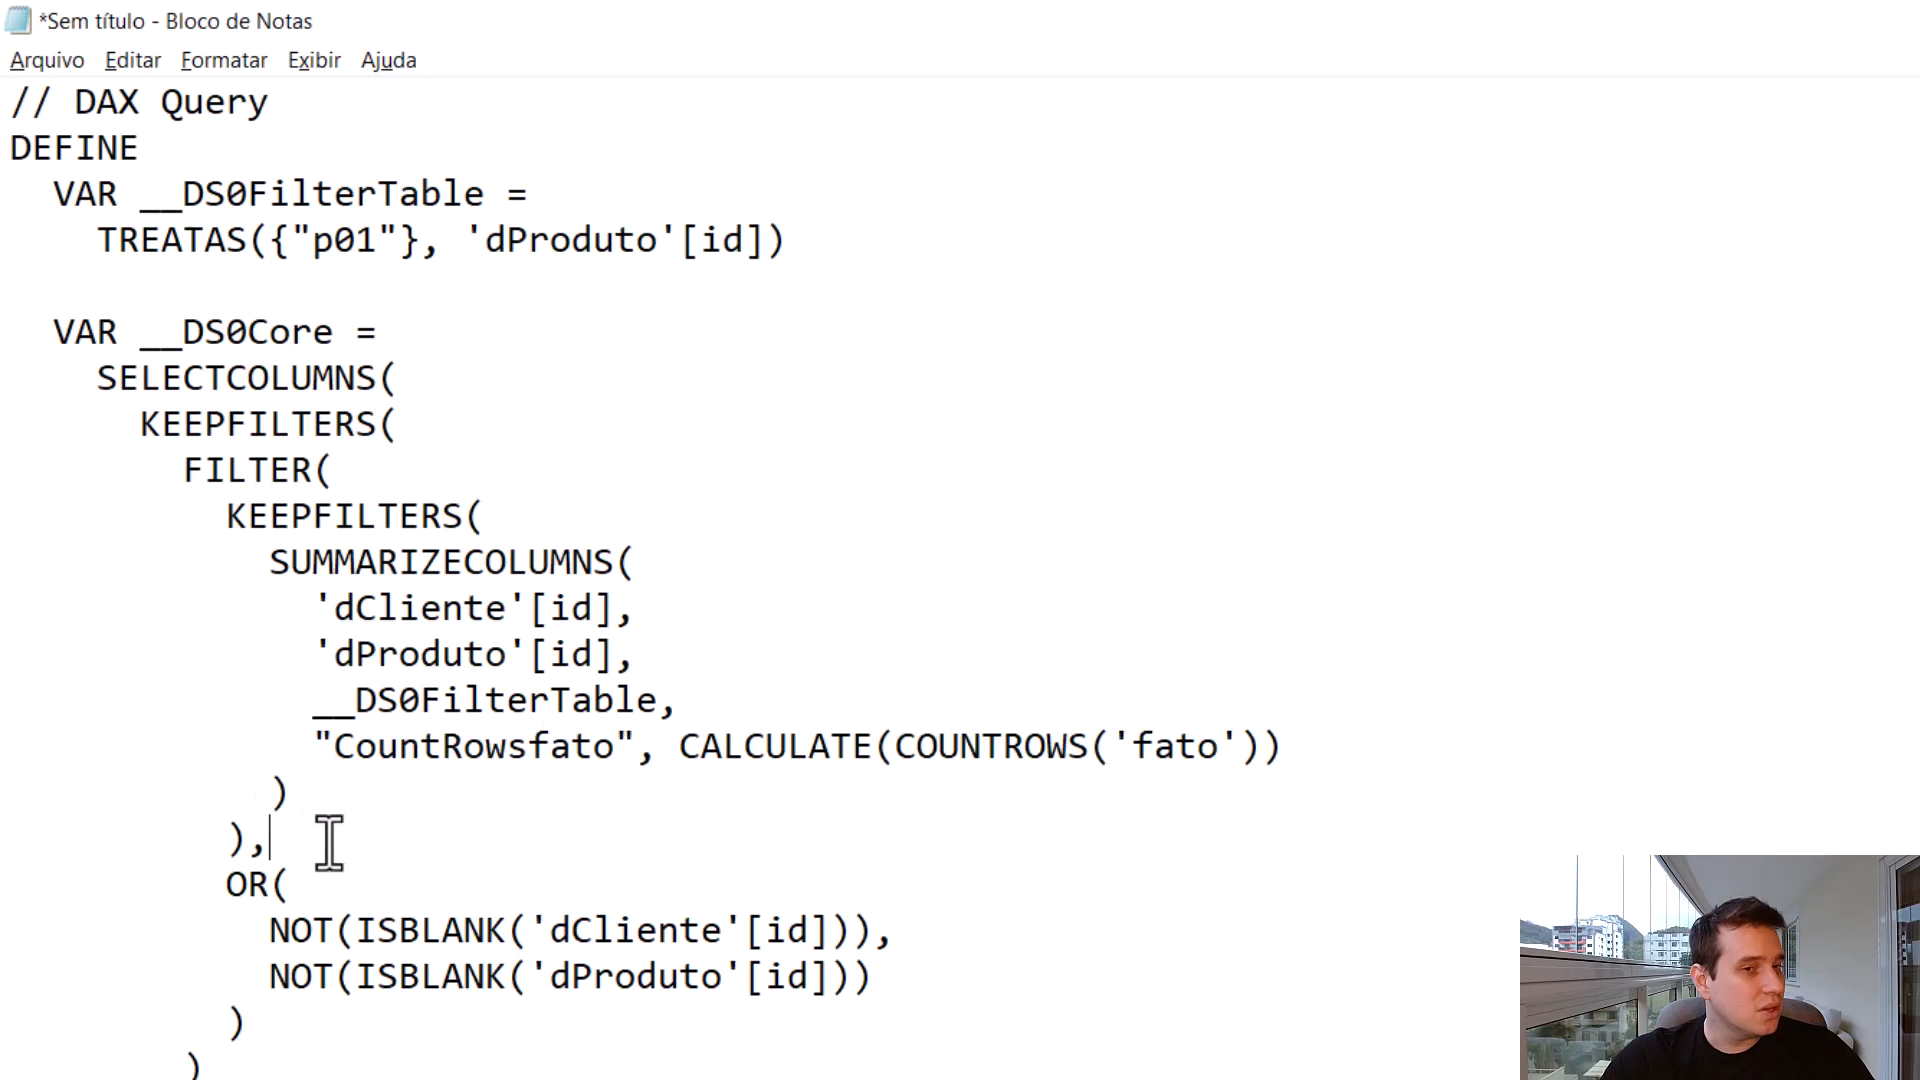 *Sem título - Bloco de Notas
Arquivo Editar Formatar Exibir Ajuda
// DAX Query
DEFINE
  VAR __DS0FilterTable =
    TREATAS({"p01"}, 'dProduto'[id])

  VAR __DS0Core =
    SELECTCOLUMNS(
      KEEPFILTERS(
        FILTER(
          KEEPFILTERS(
            SUMMARIZECOLUMNS(
              'dCliente'[id],
              'dProduto'[id],
              __DS0FilterTable,
              "CountRowsfato", CALCULATE(COUNTROWS('fato'))
            )
          ),
          OR(
            NOT(ISBLANK('dCliente'[id])),
            NOT(ISBLANK('dProduto'[id]))
          )
        )